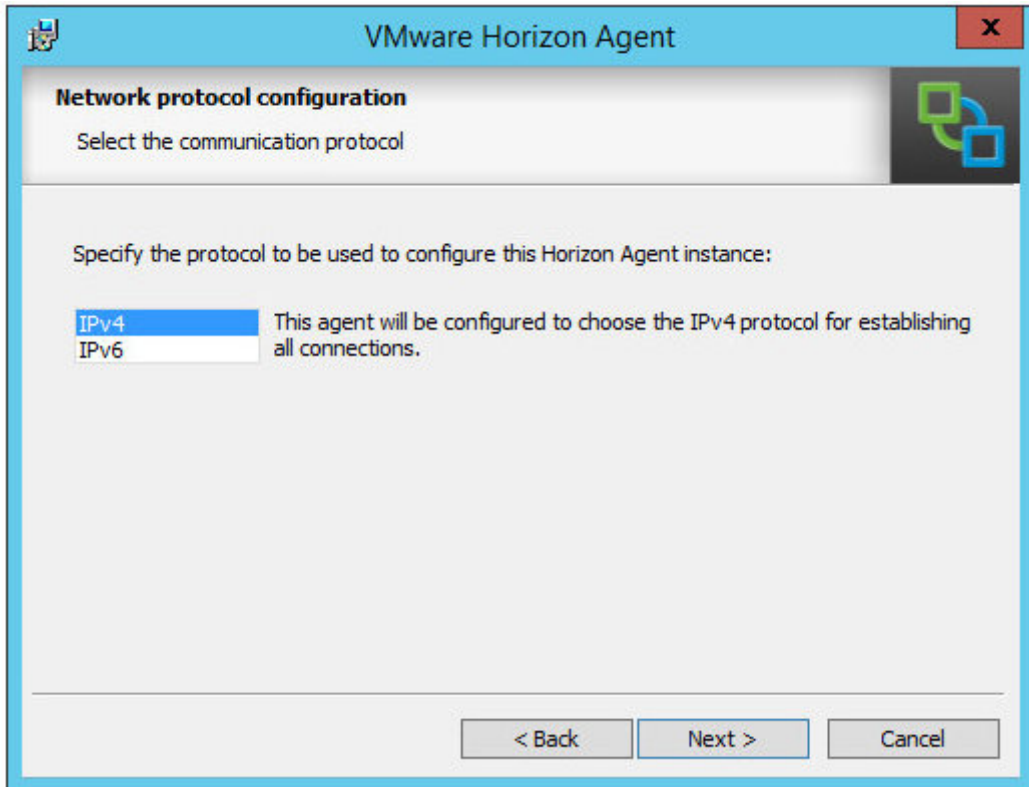 VMware Horizon Agent
X
Network protocol configuration
Select the communication protocol
Specify the protocol to be used to configure this Horizon Agent instance:
IPv4
IPv6
This agent will be configured to choose the IPv4 protocol for establishing
all connections.
< Back
Next >
Cancel